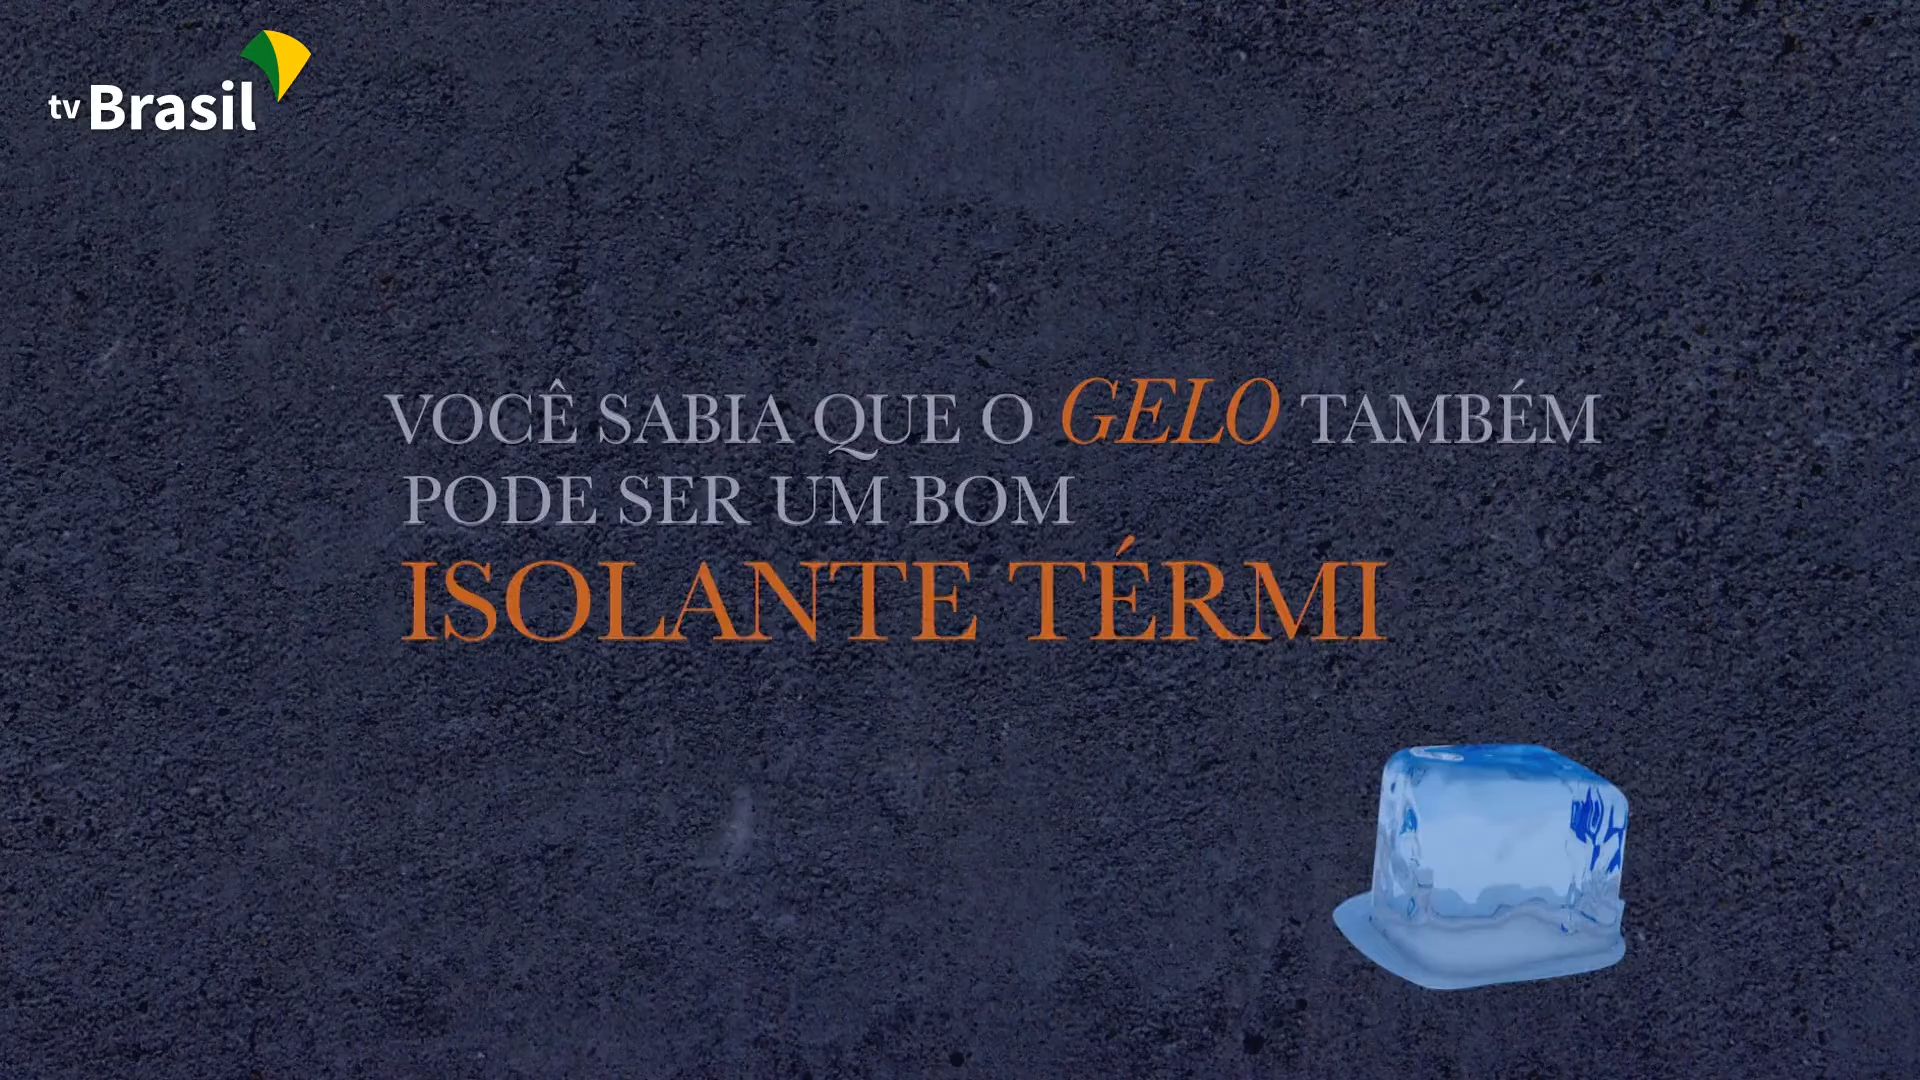 tv Brasil
VOCÊ SABIA QUE O GELO TAMBÉM
PODE SER UM BOM
ISOLANTE TÉRMI